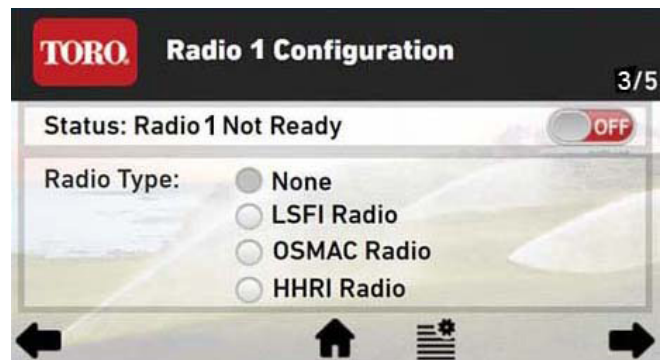 TORO.
Radio 1 Configuration
3/5
Status: Radio 1 Not Ready
OFF
Radio Type:
None
LSFI Radio
OSMAC Radio
HHRI Radio